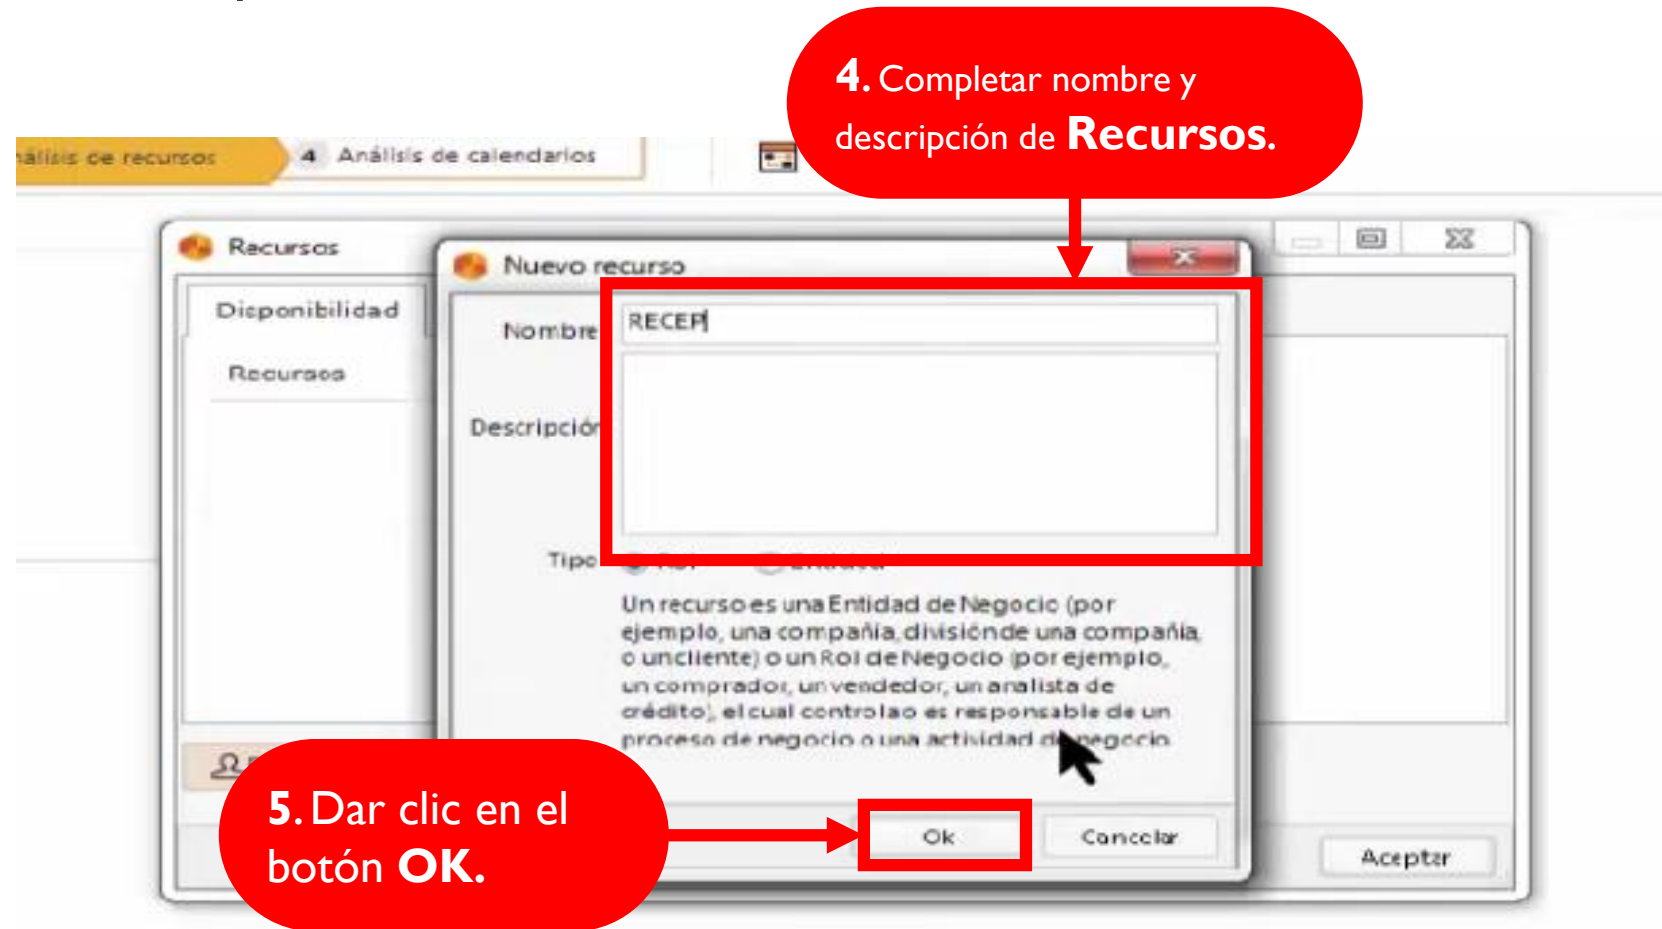 4. Completar nombre y
descripción de Recursos.
álisis de recursos
4 Análisis de calendarios
Recursos
Nuevo recurso
Disponibilidad
Nombre
RECEP
Recursos
Descripción
Tipo
Un recurso es una Entidad de Negocio (por
ejemplo, una compañía, división de una compañía,
o un cliente) o un Rol de Negocio (por ejemplo,
un comprador, un vendedor, un analista de
crédito), el cual controla o es responsable de un
proceso de negocio o una actividad de negocio
5. Dar clic en el
botón OK.
Ok
Cancelar
Aceptar